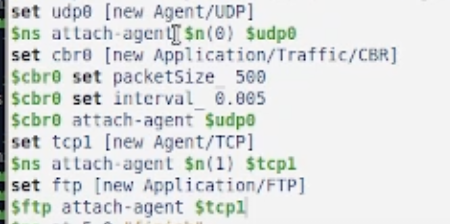 set udp0 [new Agent/UDP]
$ns attach-agent $n(0) $udp0
set cbr0 [new Application/Traffic/CBR]
$cbr0 set packetSize_ 500
$cbr0 set interval_ 0.005
$cbr0 attach-agent $udp0
set tcp1 [new Agent/TCP]
$ns attach-agent $n(1) $tcp1
set ftp [new Application/FTP]
$ftp attach-agent $tcp1